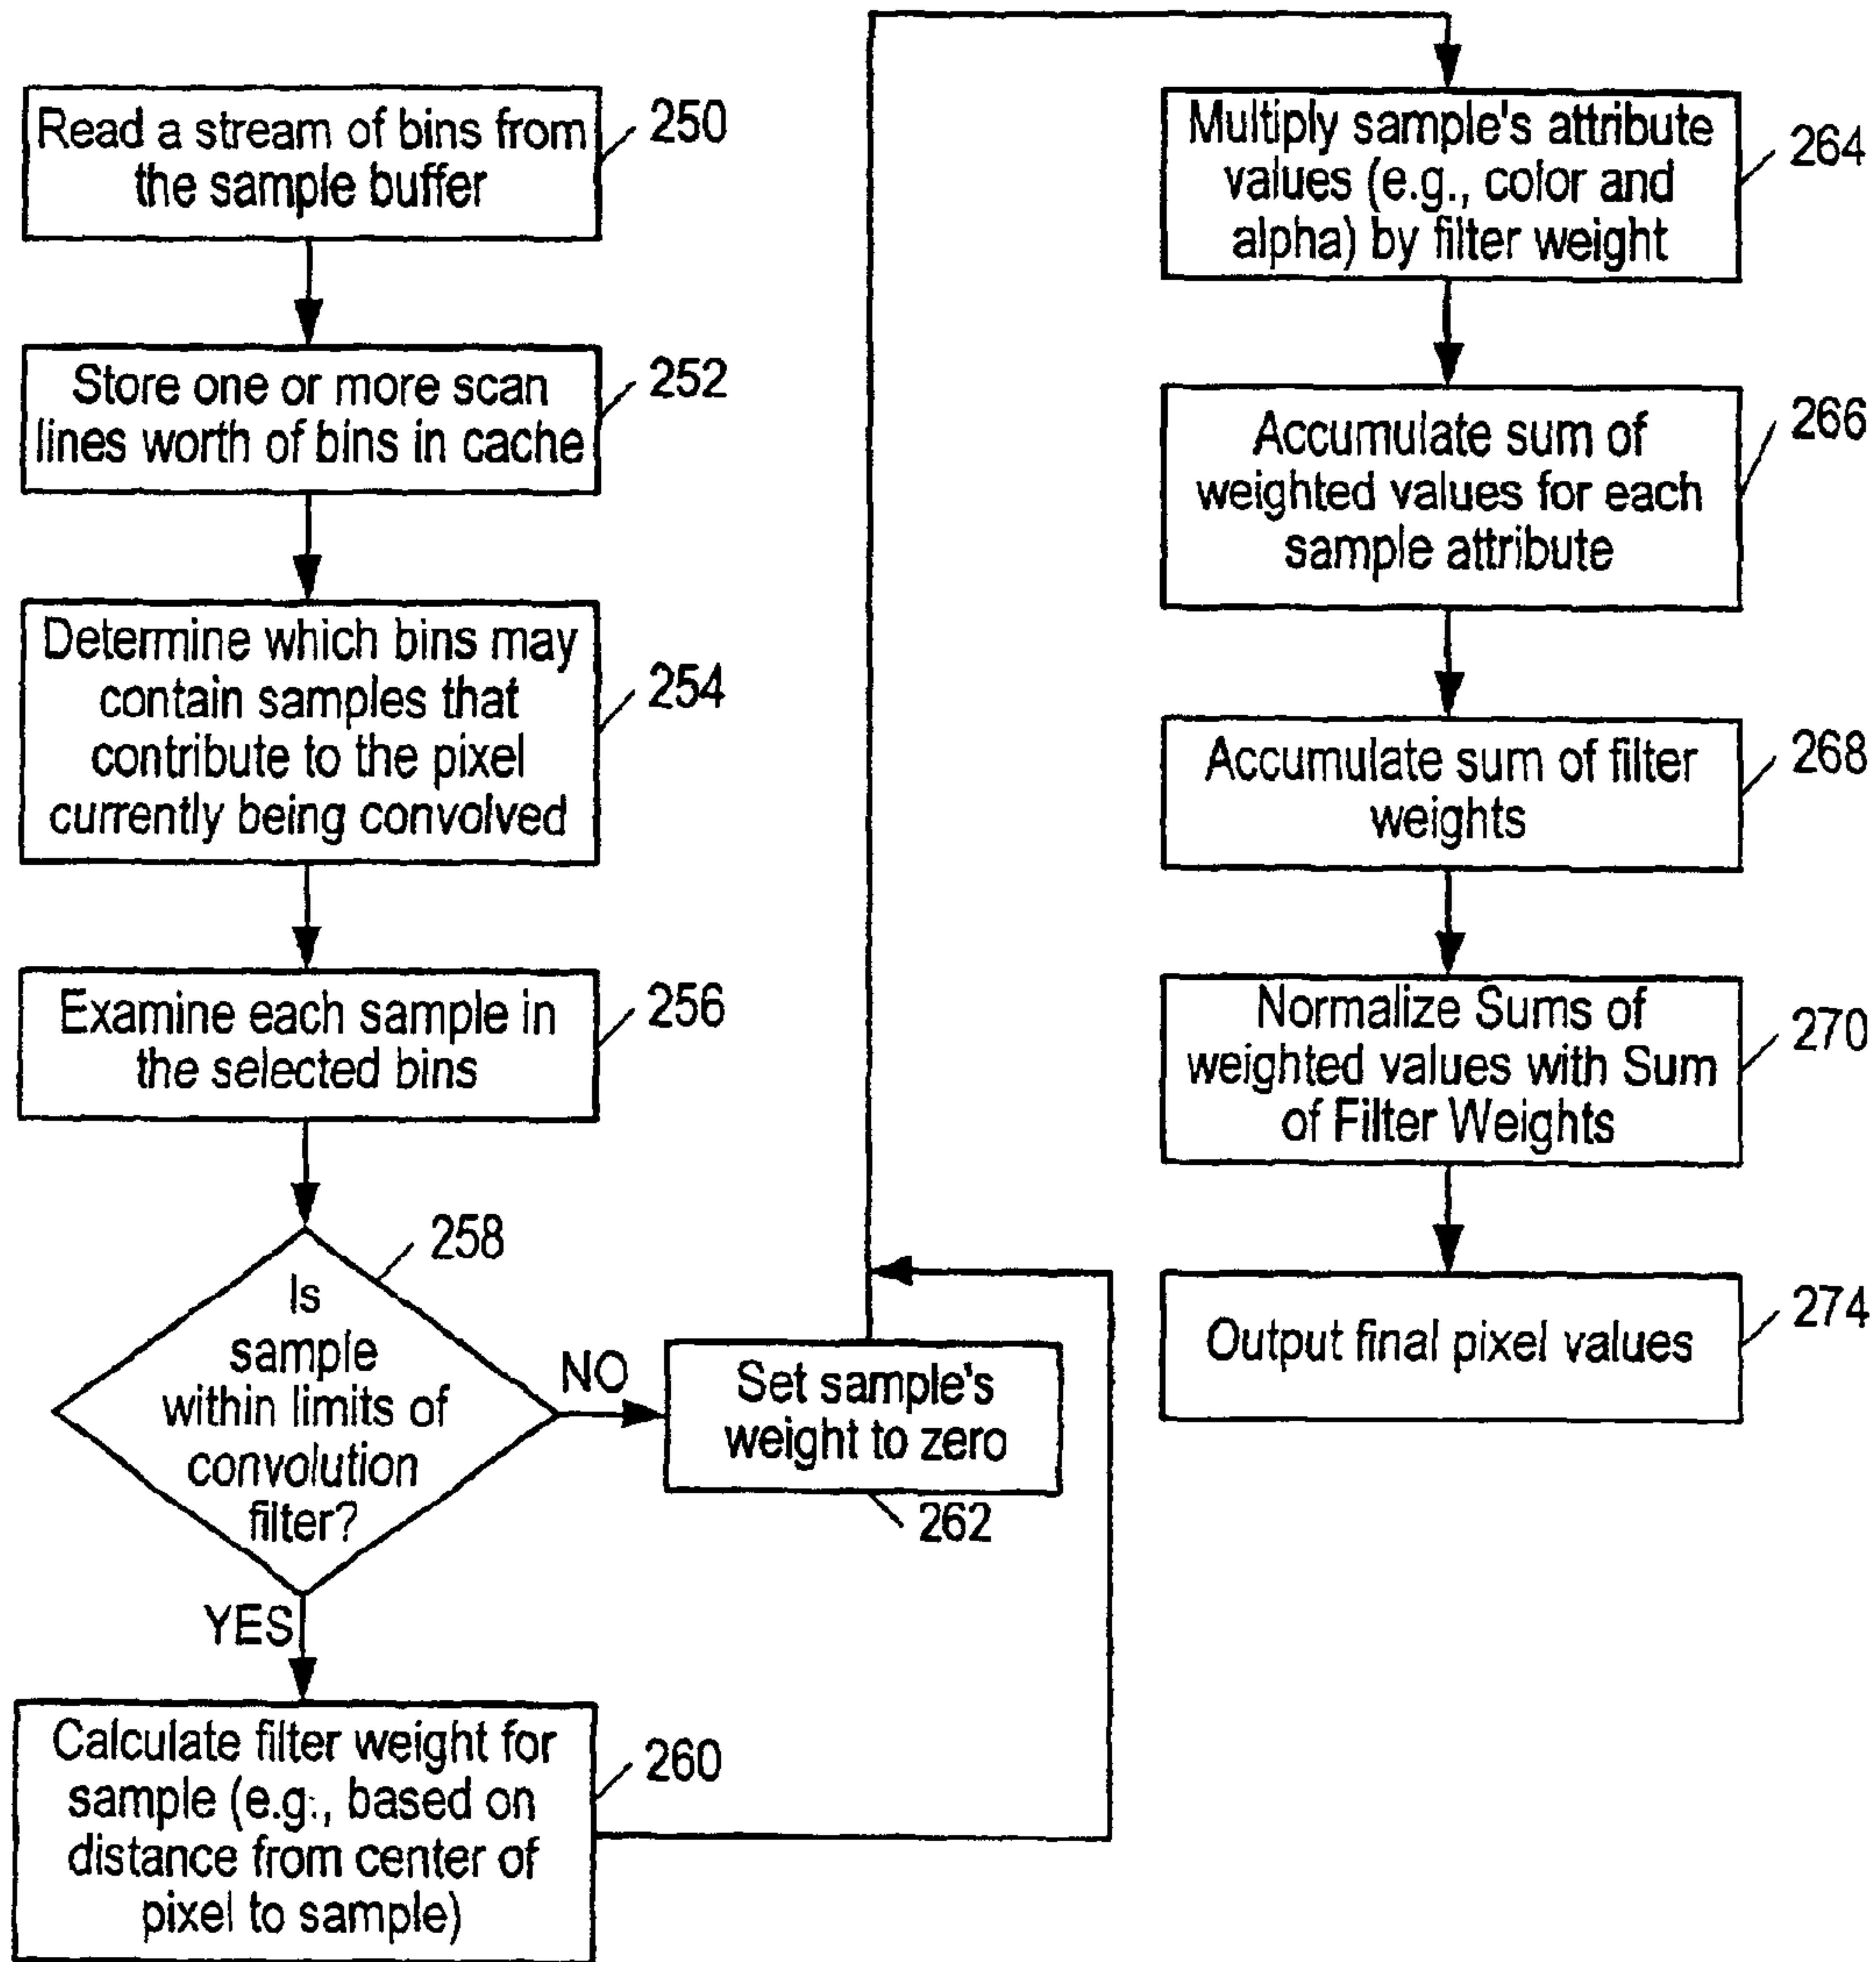 Read a stream of bins from
the sample buffer
250
Store one or more scan
lines worth of bins in cache
252
Determine which bins may
contain samples that
contribute to the pixel
currently being convolved
254
Examine each sample in
the selected bins
256
258
Is
sample
within limits of
convolution
filter?
NO
YES
Set sample's
weight to zero
262
Calculate filter weight for
sample (e.g., based on
distance from center of
pixel to sample)
260
Multiply sample's attribute
values (e.g., color and
alpha) by filter weight
264
Accumulate sum of
weighted values for each
sample attribute
266
Accumulate sum of filter
weights
268
Normalize Sums of
weighted values with Sum
of Filter Weights
270
Output final pixel values
274